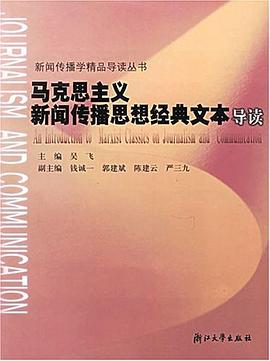 JOURNALISM AND COMMUNICATION
新闻传播学精品导读丛书
马克思主义
新闻传播思想经典文本导读
An Introduction to Marxist Classics on Journalism and Communication
主 编 吴 飞
副主编 钱诚一 郭建斌 陈建云 严三九
浙江大学出版社